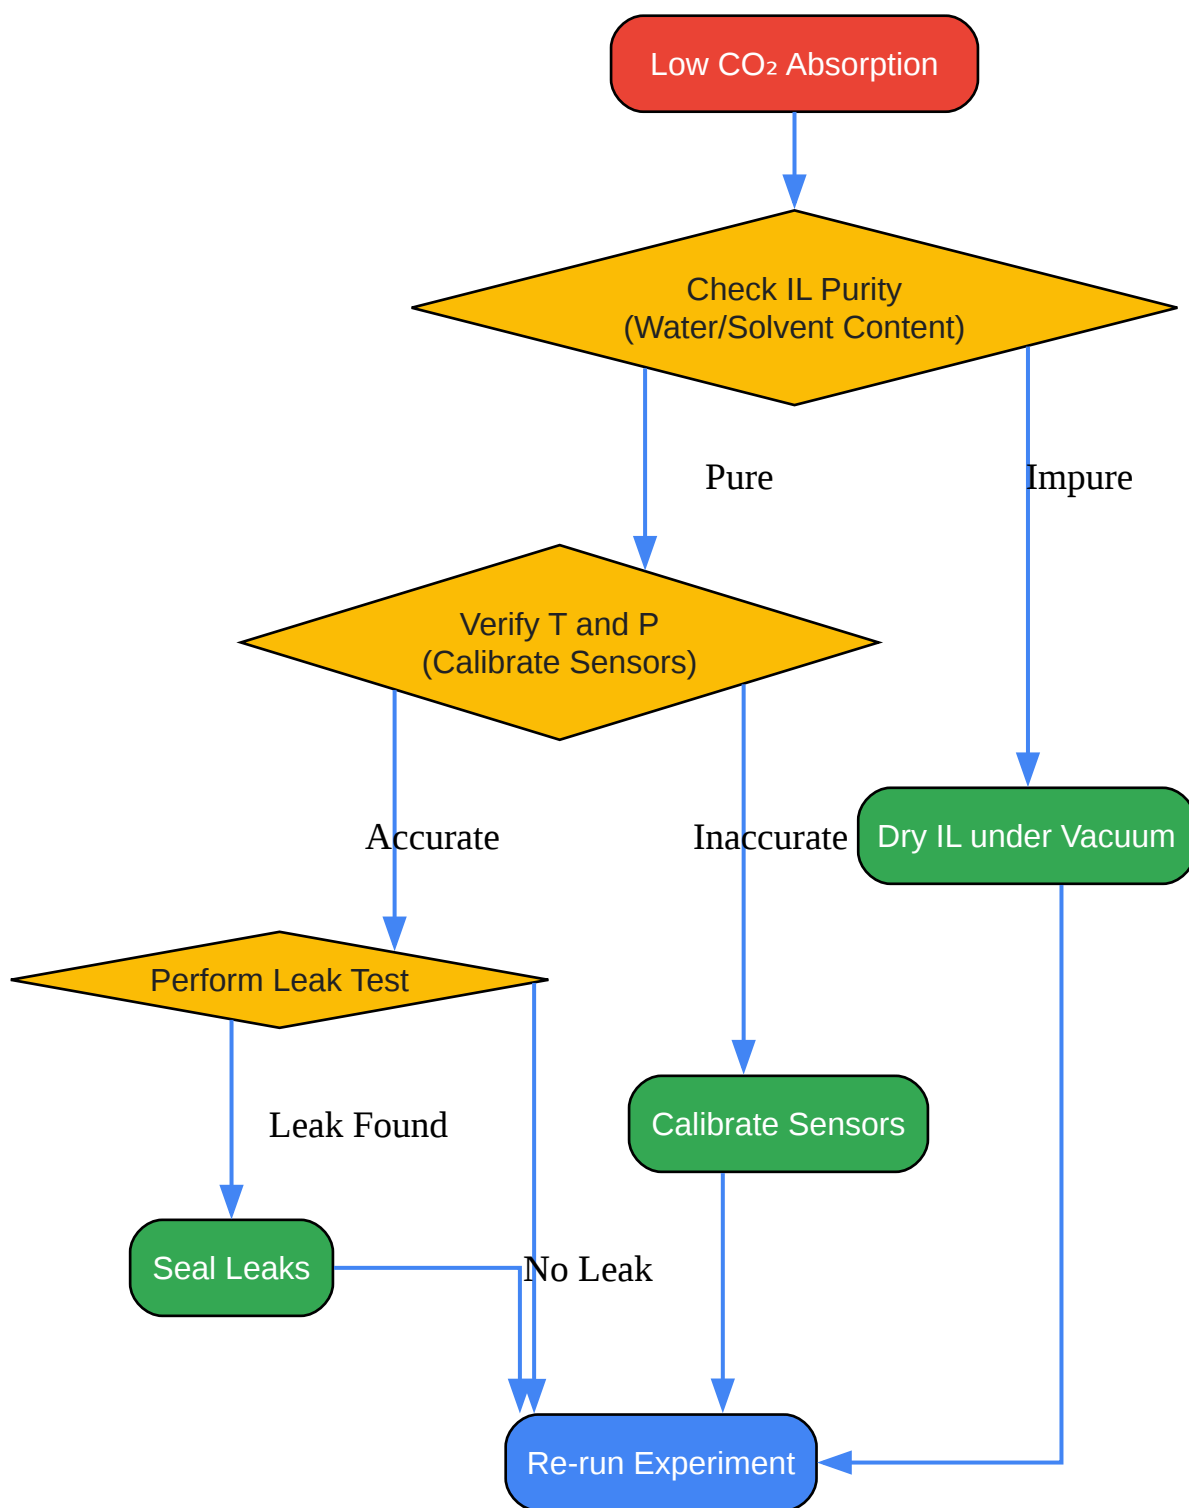 Low CO₂ Absorption
Check IL Purity
(Water/Solvent Content)
Pure
Impure
Verify T and P
(Calibrate Sensors)
Accurate
Inaccurate
Dry IL under Vacuum
Perform Leak Test
Leak Found
Calibrate Sensors
Seal Leaks
No Leak
Re-run Experiment